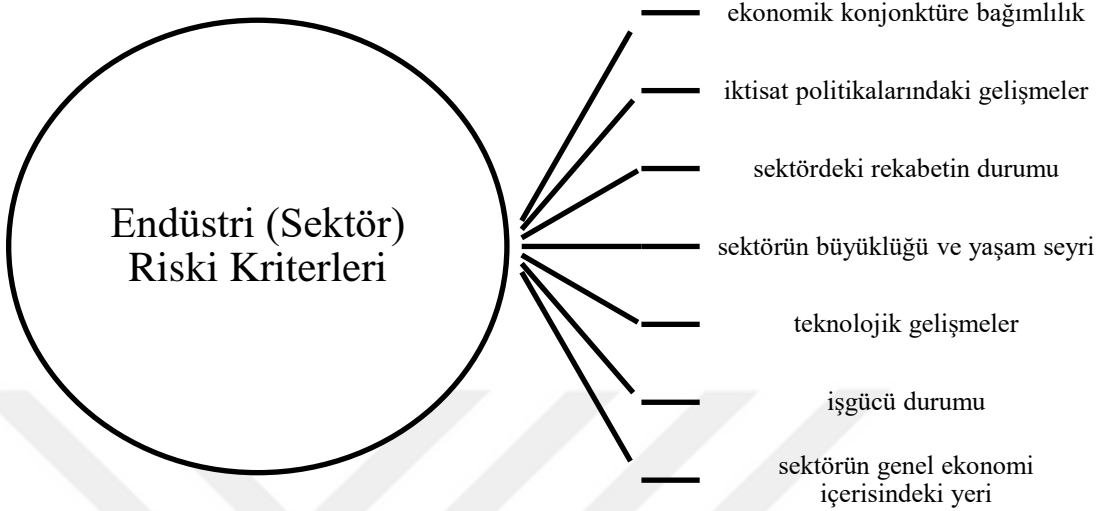 Endüstri (Sektör)
Riski Kriterleri
ekonomik konjonktüre bağımlılık
iktisat politikalarındaki gelişmeler
sektördeki rekabetin durumu
sektörün büyüklüğü ve yaşam seyri
teknolojik gelişmeler
işgücü durumu
sektörün genel ekonomi
içerisindeki yeri